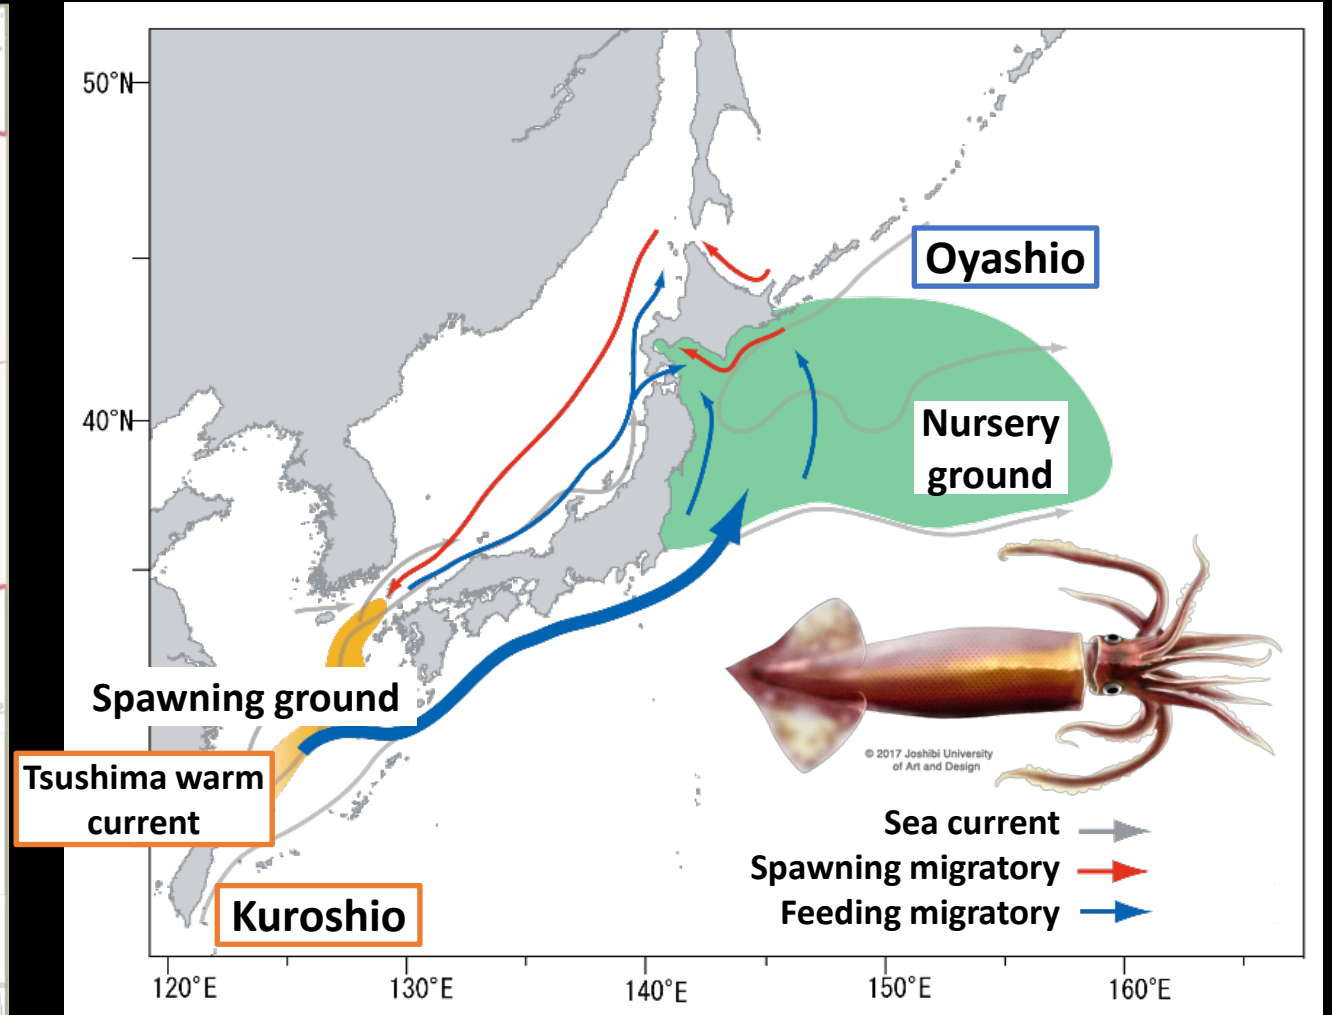 50°N
Oyashio
40°N
Nursery
ground
Spawning ground
Tsushima warm
current
© 2017 Joshibi University
of Art and Design
Sea current
Spawning migratory
Feeding migratory
Kuroshio
120°E
130°E
140°E
150°E
160°E